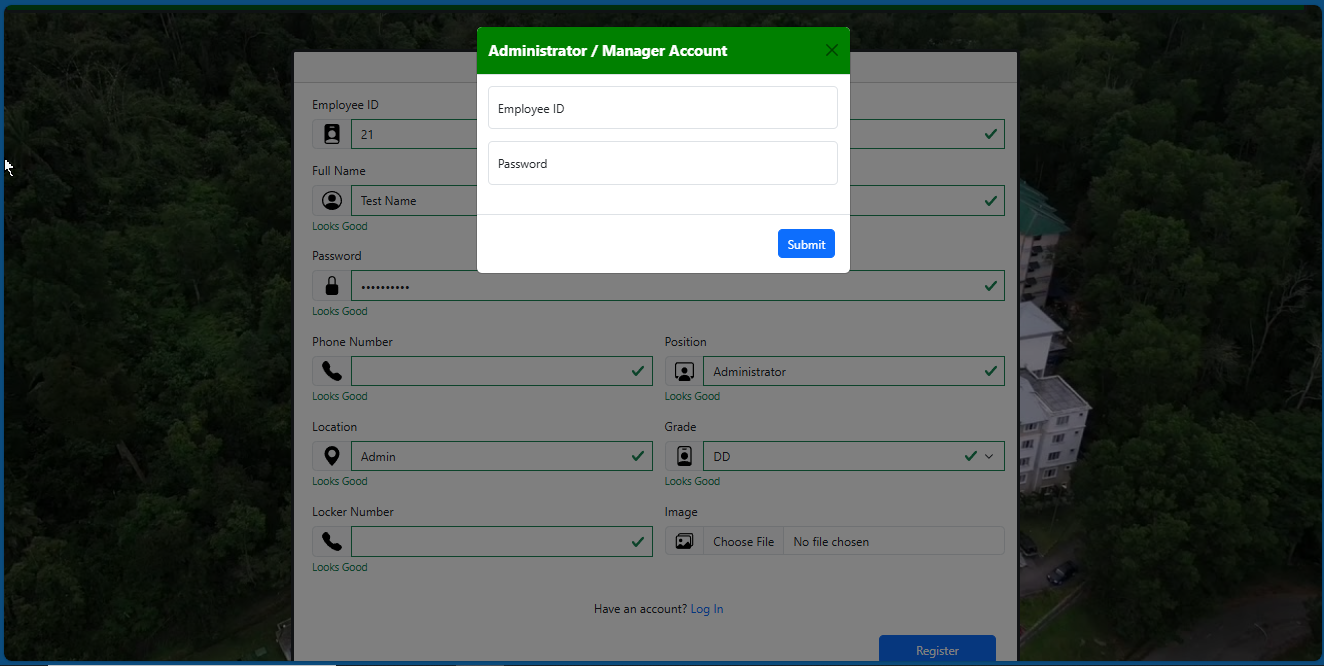 Administrator / Manager Account
Employee ID
Password
Submit
Employee ID
21
Full Name
Test Name
Looks Good
Password
••••••••••
Looks Good
Phone Number
Position
Administrator
Looks Good
Looks Good
Location
Grade
Admin
DD
Looks Good
Looks Good
Locker Number
Image
Choose File
No file chosen
Looks Good
Have an account? Log In
Register